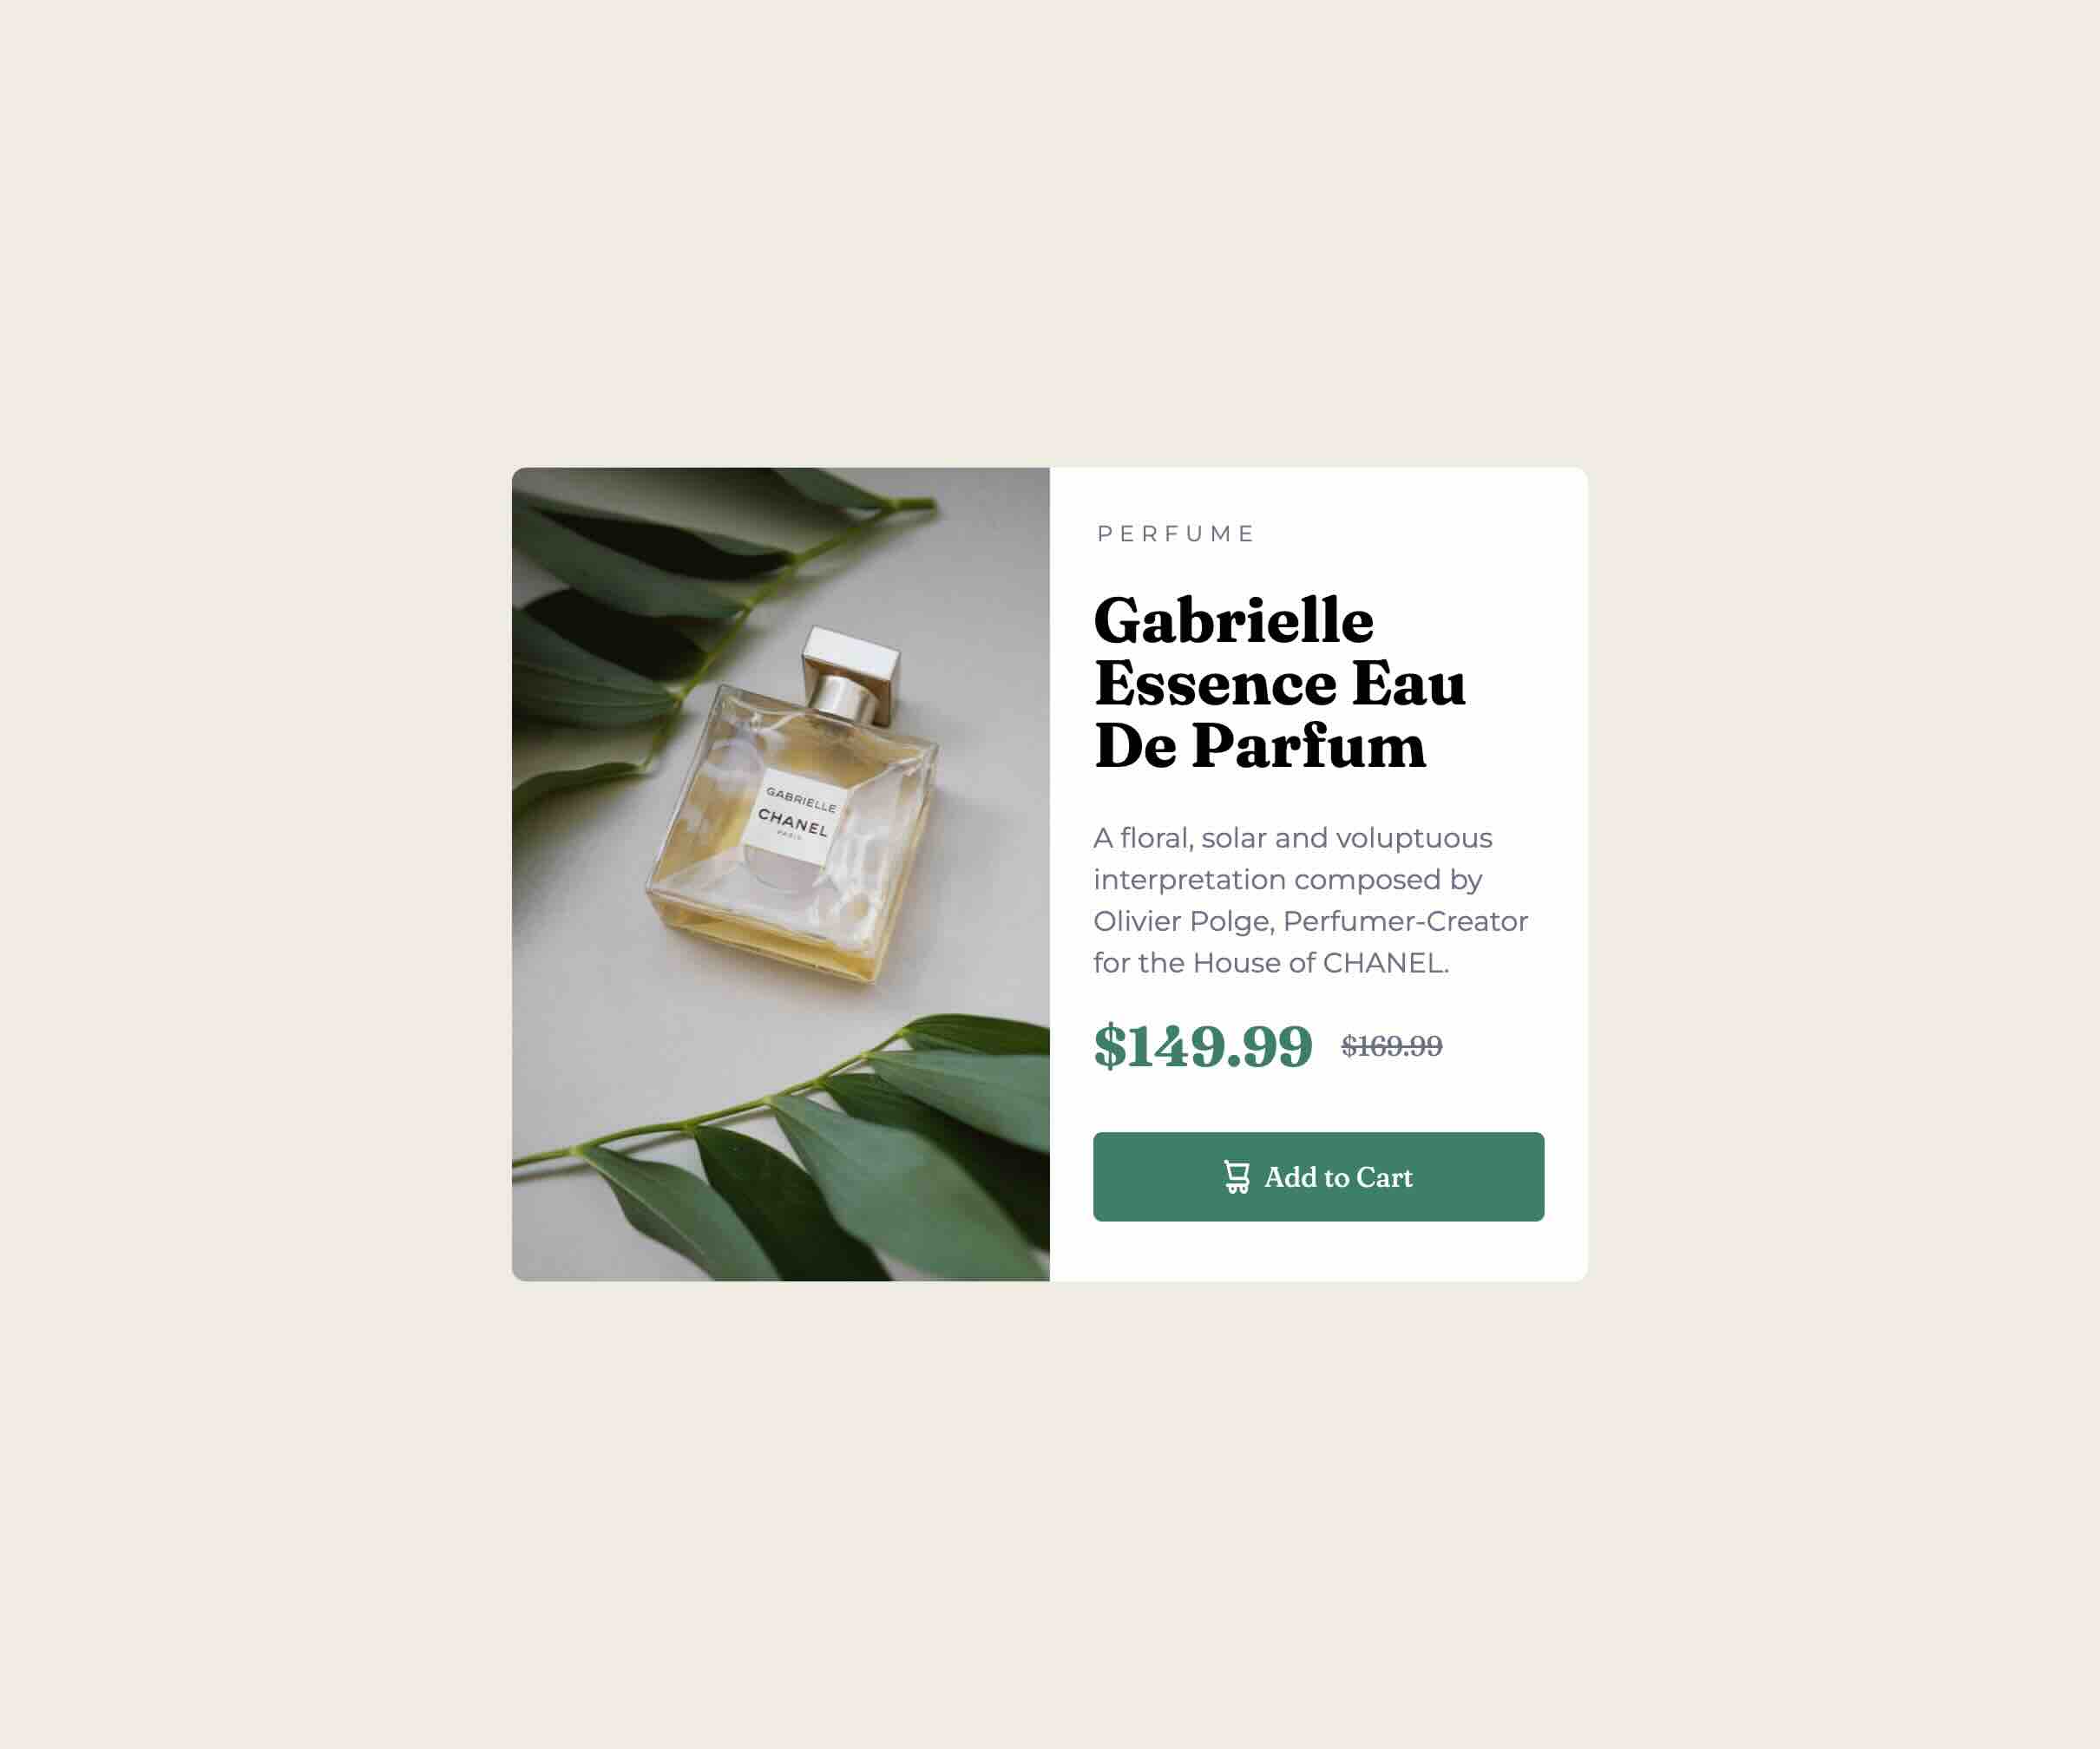 GABRIELLE
CHANEL
PARIS
PERFUME
Gabrielle
Essence Eau
De Parfum
A floral, solar and voluptuous
interpretation composed by
Olivier Polge, Perfumer-Creator
for the House of CHANEL.
$149.99 $169.99
Add to Cart